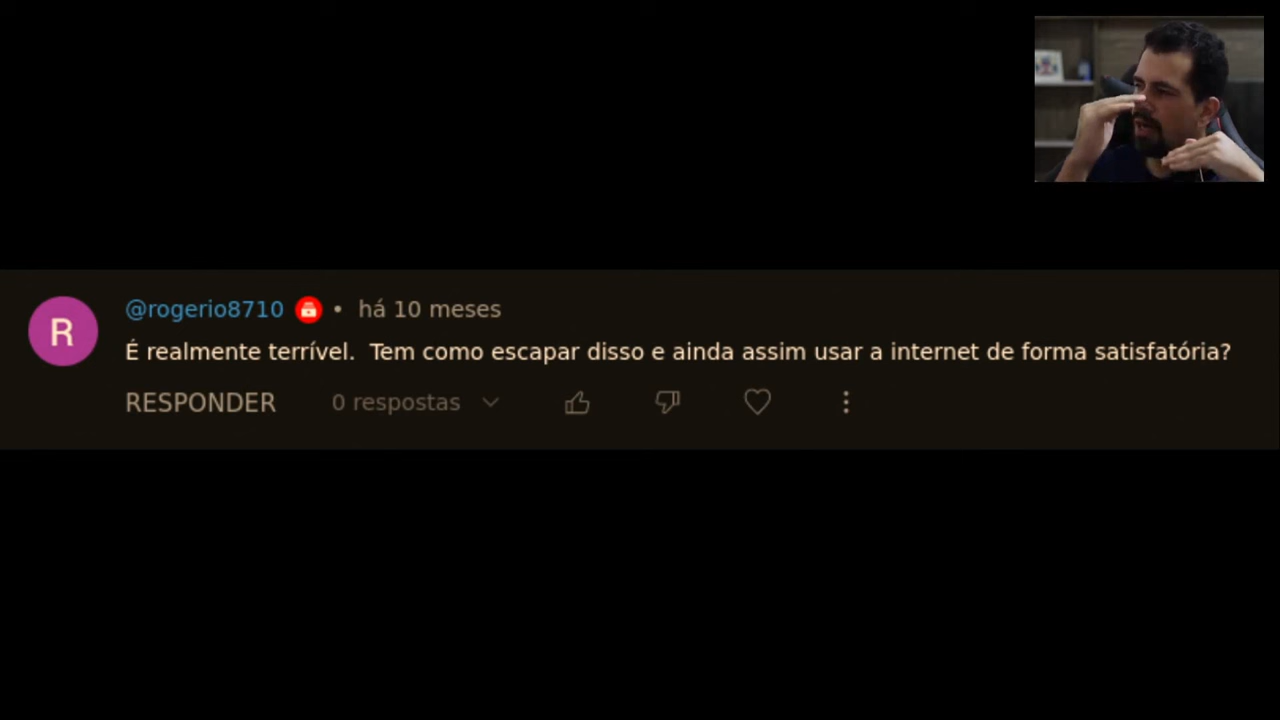 R
@rogerio8710 • há 10 meses
É realmente terrível. Tem como escapar disso e ainda assim usar a internet de forma satisfatória?
RESPONDER 0 respostas